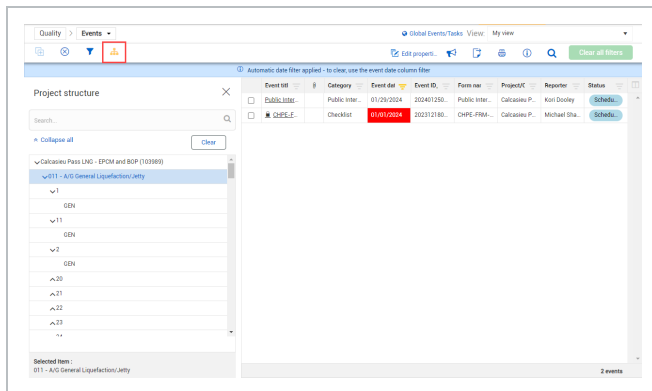 Quality > Events
Global Events/Tasks View: My view
Edit properti... Clear all filters
Automatic date filter applied - to clear, use the event date column filter
Project structure
Search...
Collapse all Clear
Calcasieu Pass LNG - EPCM and BOP (103989)
011 - A/G General Liquefaction/Jetty
1
GEN
11
GEN
2
GEN
20
21
22
23
Selected Item :
011 - A/G General Liquefaction/Jetty
Event titl Category Event dat Event ID, Form nar Project/C Reporter Status
Public Inter... Public Inter... 01/29/2024 202401250... Public Inter... Calcasieu P... Kori Dooley Schedu...
CHPE-F... Checklist 01/01/2024 202312180... CHPE-FRM-... Calcasieu P... Michael Sha... Schedu...
2 events